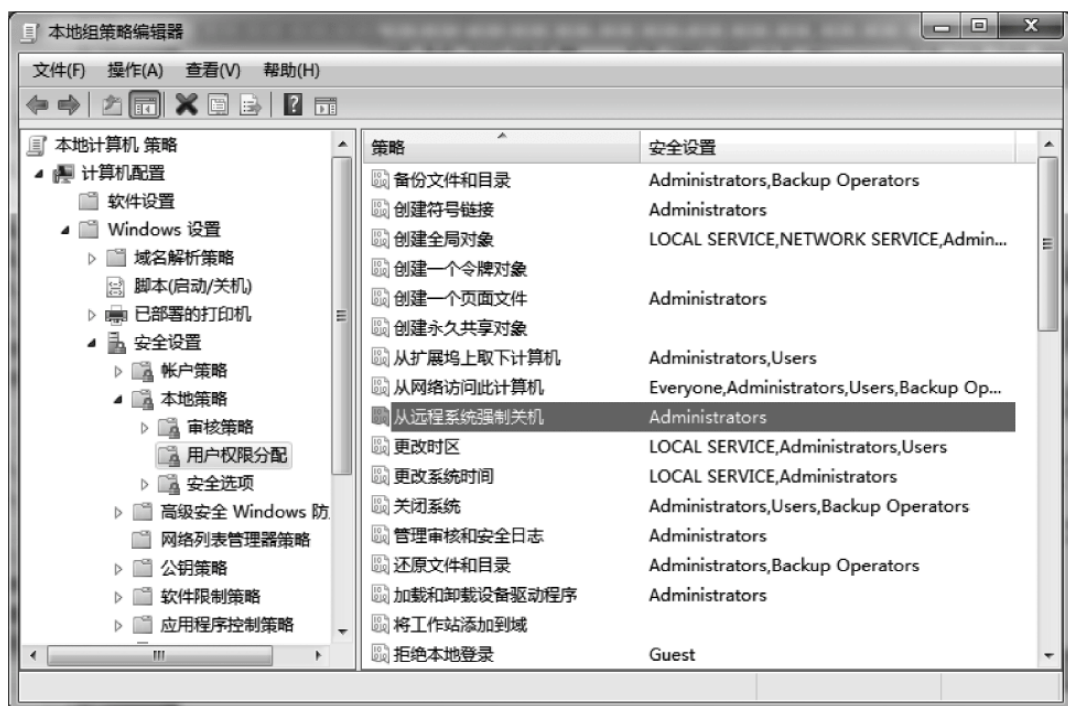 本地组策略编辑器
文件(F) 操作(A) 查看(V) 帮助(H)
本地计算机 策略
计算机配置
软件设置
Windows 设置
域名解析策略
脚本(启动/关机)
已部署的打印机
安全设置
帐户策略
本地策略
审核策略
用户权限分配
安全选项
高级安全 Windows 防
网络列表管理器策略
公钥策略
软件限制策略
应用程序控制策略
策略 安全设置
备份文件和目录 Administrators,Backup Operators
创建符号链接 Administrators
创建全局对象 LOCAL SERVICE,NETWORK SERVICE,Admin...
创建一个令牌对象
创建一个页面文件 Administrators
创建永久共享对象
从扩展坞上取下计算机 Administrators,Users
从网络访问此计算机 Everyone,Administrators,Users,Backup Op...
从远程系统强制关机 Administrators
更改时区 LOCAL SERVICE,Administrators,Users
更改系统时间 LOCAL SERVICE,Administrators
关闭系统 Administrators,Users,Backup Operators
管理审核和安全日志 Administrators
还原文件和目录 Administrators,Backup Operators
加载和卸载设备驱动程序 Administrators
将工作站添加到域
拒绝本地登录 Guest